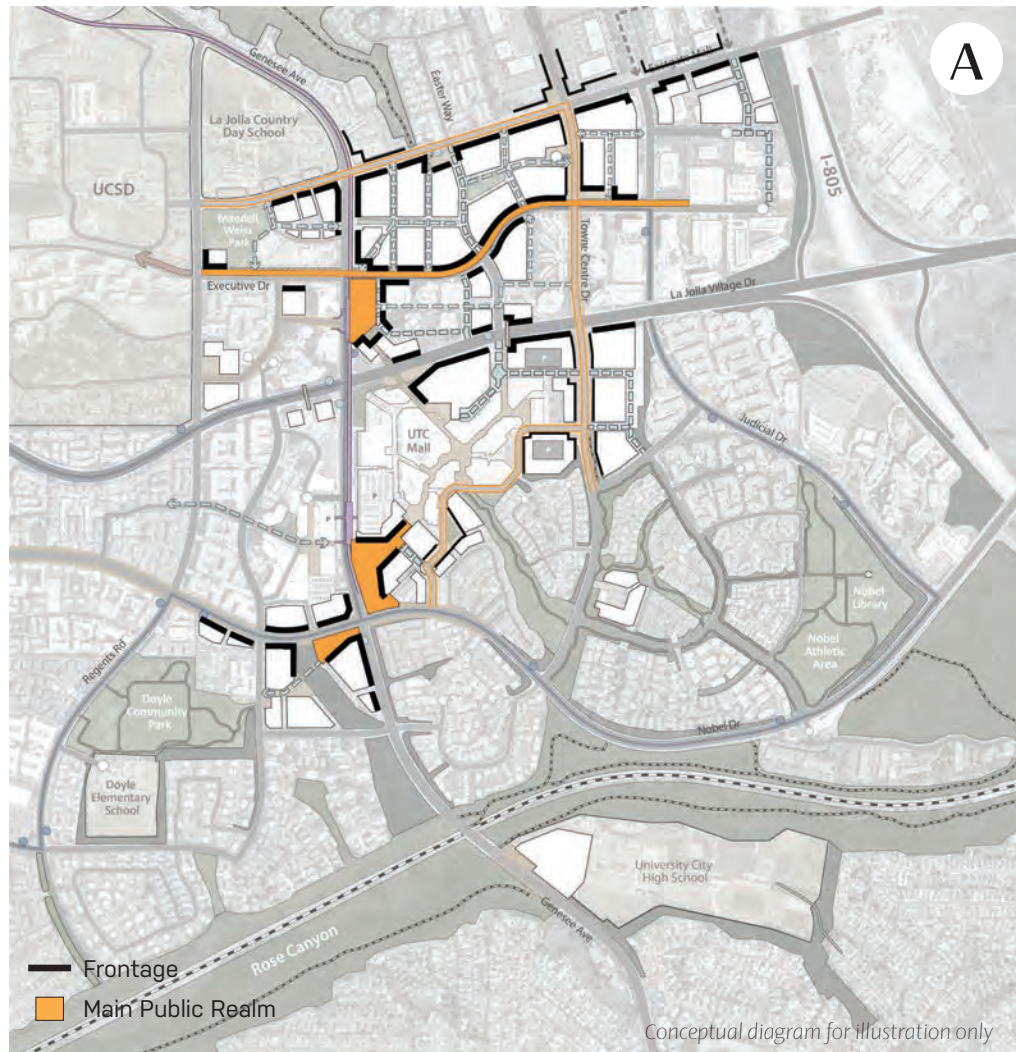 A
Genesee Ave
Easter Way
La Jolla Country
Day School
UCSD
I-805
Mandell
Weiss
Park
Executive Dr
Towne Centre Dr
La Jolla Village Dr
UTC
Mall
P
P
Judicial Dr
P
P
Nobel
Library
Nobel
Athletic
Area
Regents Rd
Doyle
Community
Park
Nobel Dr
Doyle
Elementary
School
University City
High School
Genesee Ave
Rose Canyon
Frontage
Main Public Realm
Conceptual diagram for illustration only